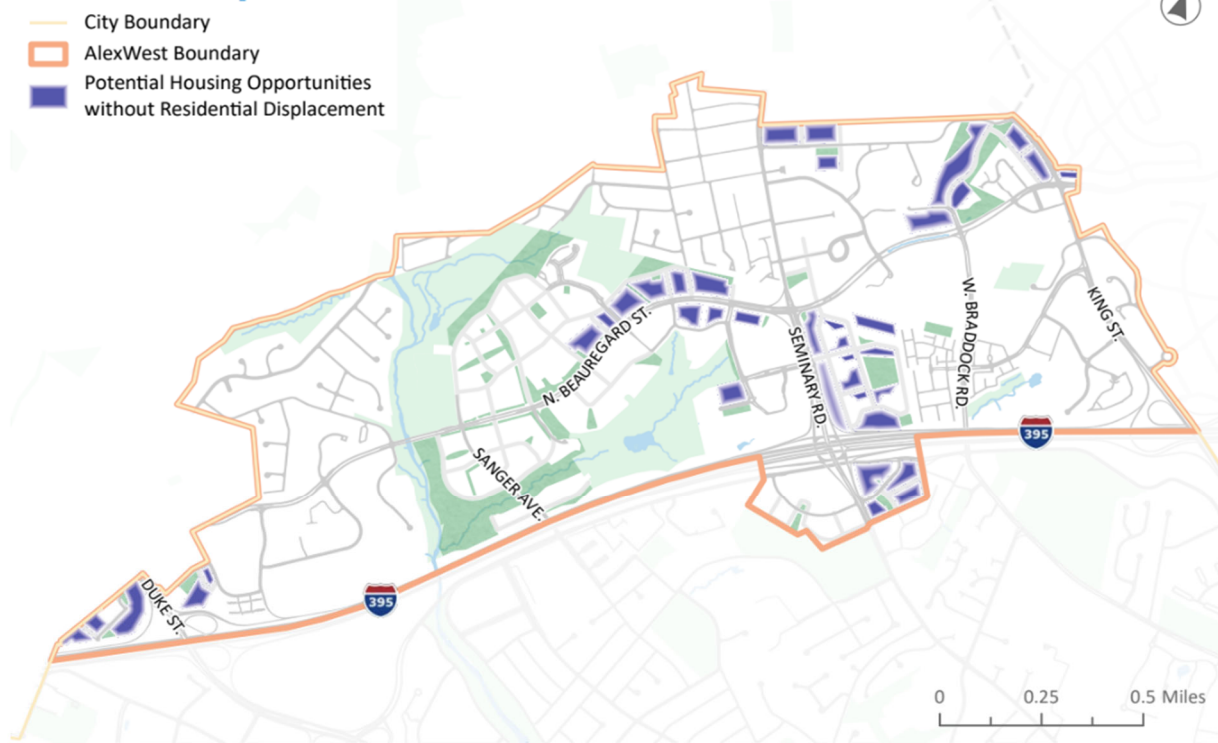 City Boundary
AlexWest Boundary
Potential Housing Opportunities
without Residential Displacement
N. BEAUREGARD ST.
SEMINARY RD.
W. BRADDOCK RD.
KING ST.
395
SANGER AVE.
DUKE ST.
395
0 0.25 0.5 Miles